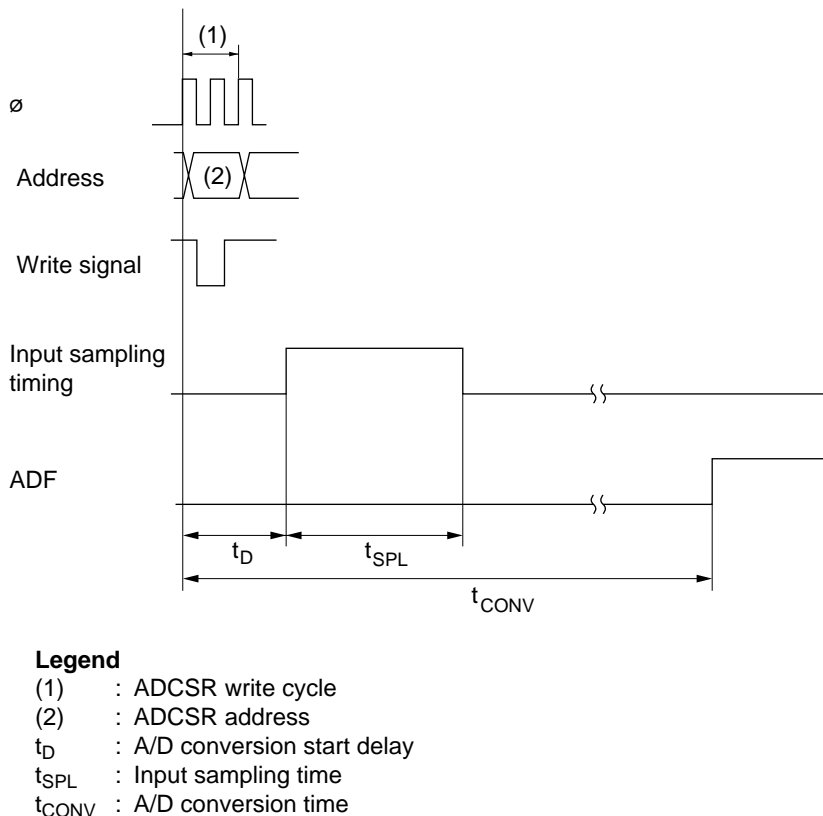 (1)
ø
Address
(2)
Write signal
Input sampling
timing
ADF
tD
tSPL
tCONV
Legend
(1) : ADCSR write cycle
(2) : ADCSR address
tD : A/D conversion start delay
tSPL : Input sampling time
tCONV : A/D conversion time